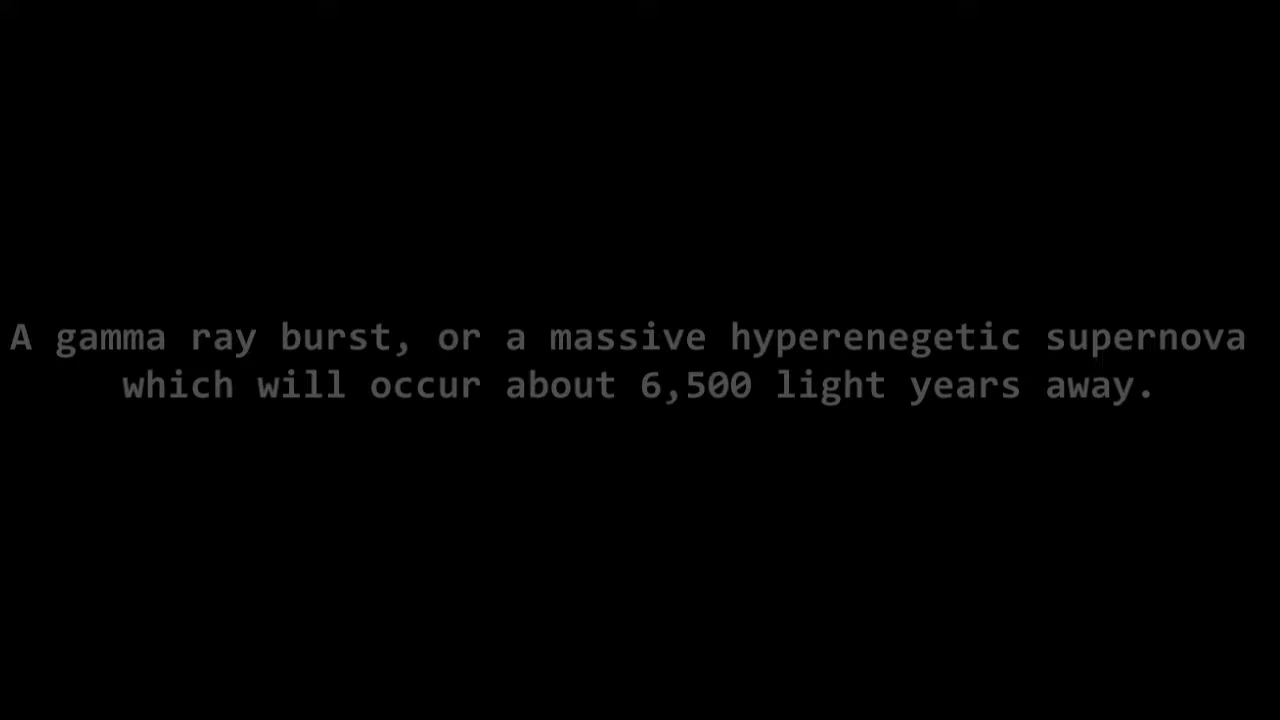 A gamma ray burst, or a massive hyperenegetic supernova
which will occur about 6,500 light years away.